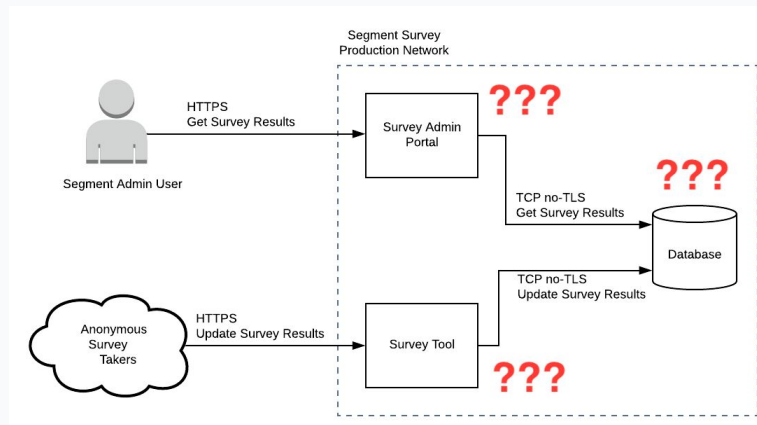 Segment Survey
Production Network
???
HTTPS
Get Survey Results
Survey Admin
Portal
???
Segment Admin User
TCP no-TLS
Get Survey Results
Database
TCP no-TLS
Update Survey Results
HTTPS
Update Survey Results
Anonymous
Survey
Takers
Survey Tool
???